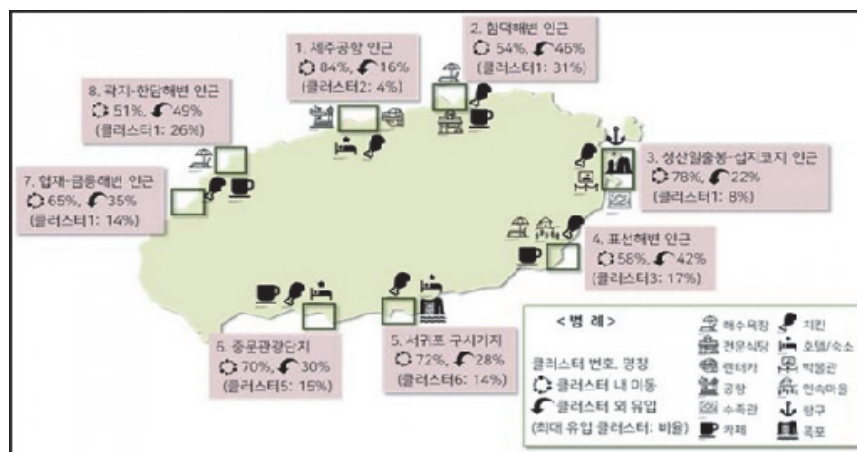 1. 제주공항 인근
84%, 16%
(클러스터2: 4%)
2. 함덕해변 인근
54%, 46%
(클러스터1: 31%)
8. 곽지-한담해변 인근
51%, 49%
(클러스터1: 26%)
3. 성산일출봉-섭지코지 인근
78%, 22%
(클러스터1: 8%)
7. 협재-금릉해변 인근
65%, 35%
(클러스터1: 14%)
4. 표선해변 인근
58%, 42%
(클러스터3: 17%)
6. 중문관광단지
70%, 30%
(클러스터5: 15%)
5. 서귀포 구시가지
72%, 28%
(클러스터6: 14%)
<범 례>
클러스터 번호. 명칭
클러스터 내 이동
클러스터 외 유입
(최대 유입 클러스터: 비율)
해수욕장
치킨
전문식당
호텔/숙소
렌터카
박물관
공항
민속마을
수족관
항구
카페
폭포